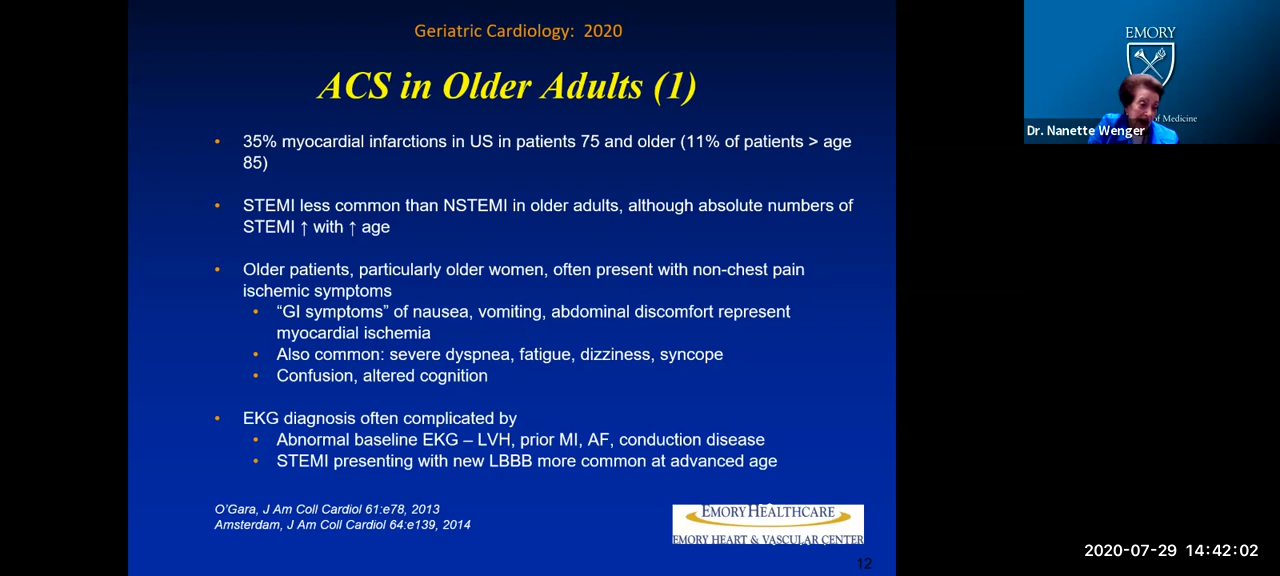 Geriatric Cardiology: 2020
ACS in Older Adults (1)
• 35% myocardial infarctions in US in patients 75 and older (11% of patients > age
85)
• STEMI less common than NSTEMI in older adults, although absolute numbers of
STEMI ↑ with ↑ age
• Older patients, particularly older women, often present with non-chest pain
ischemic symptoms
• “GI symptoms” of nausea, vomiting, abdominal discomfort represent
myocardial ischemia
• Also common: severe dyspnea, fatigue, dizziness, syncope
• Confusion, altered cognition
• EKG diagnosis often complicated by
• Abnormal baseline EKG – LVH, prior MI, AF, conduction disease
• STEMI presenting with new LBBB more common at advanced age
O’Gara, J Am Coll Cardiol 61:e78, 2013
Amsterdam, J Am Coll Cardiol 64:e139, 2014
EMORY HEALTHCARE
EMORY HEART & VASCULAR CENTER
12
EMORY
of Medicine
Dr. Nanette Wenger
2020-07-29 14:42:02